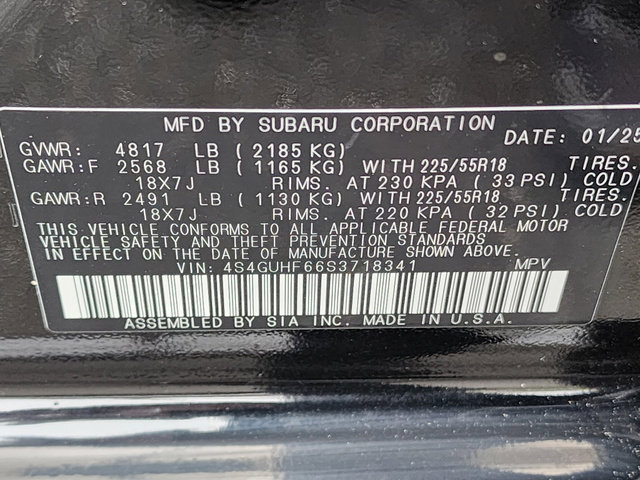 MFD BY SUBARU CORPORATION
DATE: 01/25
GVWR: 4817 LB ( 2185 KG)
GAWR:F 2568 LB ( 1165 KG) WITH 225/55R18 TIRES.
18X7J RIMS. AT 230 KPA ( 33 PSI) COLD
GAWR:R 2491 LB ( 1130 KG) WITH 225/55R18 TIRES.
18X7J RIMS. AT 220 KPA ( 32 PSI) COLD
THIS VEHICLE CONFORMS TO ALL APPLICABLE FEDERAL MOTOR
VEHICLE SAFETY AND THEFT PREVENTION STANDARDS
IN EFFECT ON THE DATE OF MANUFACTURE SHOWN ABOVE.
VIN: 4S4GUHF66S3718341 MPV
ASSEMBLED BY SIA INC. MADE IN U.S.A.